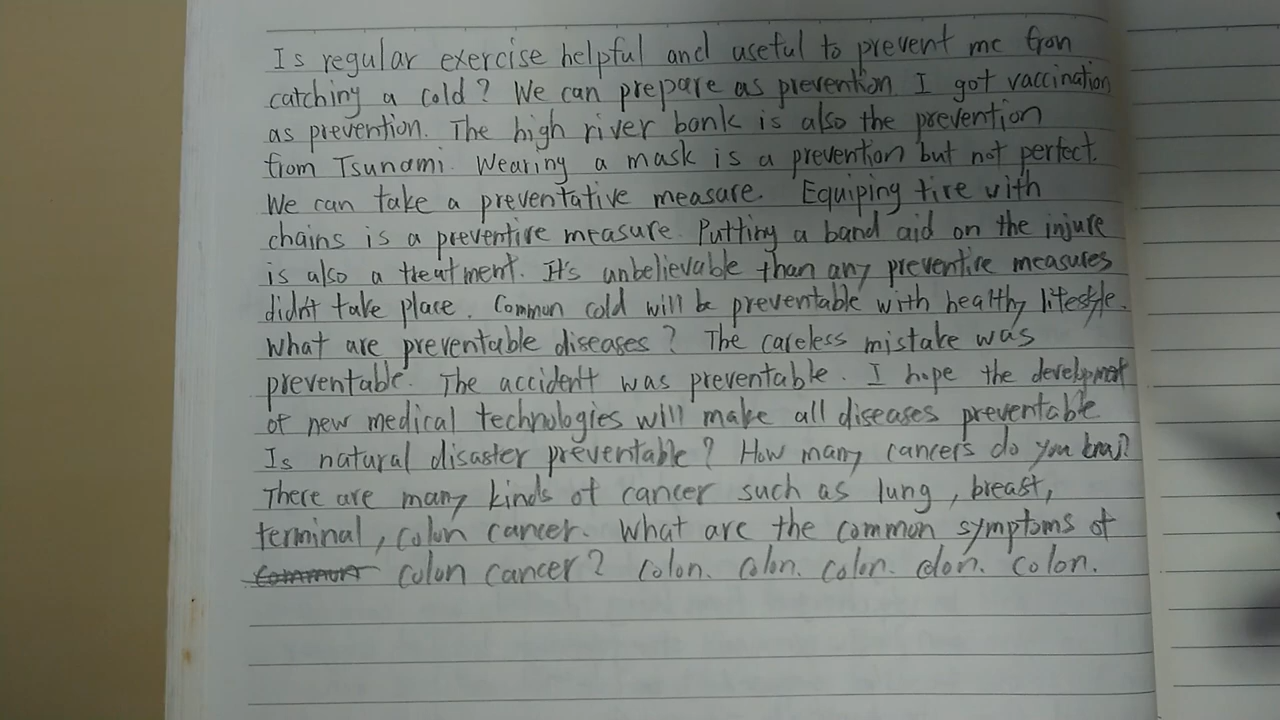 Is regular exercise helpful and useful to prevent me from
catching a cold? We can prepare as prevention. I got vaccination
as prevention. The high river bank is also the prevention
from Tsunami. Wearing a mask is a prevention but not perfect.
We can take a preventative measure. Equiping tire with
chains is a preventive measure. Putting a band aid on the injure
is also a treatment. It's unbelievable than any preventive measures
didn't take place. Common cold will be preventable with healthy lifestyle.
What are preventable diseases? The careless mistake was
preventable. The accident was preventable. I hope the development
of new medical technologies will make all diseases preventable
Is natural disaster preventable? How many cancers do you know?
There are many kinds of cancer such as lung, breast,
terminal, colon cancer. What are the common symptoms of
common colon cancer? Colon. Colon. Colon. Colon. Colon.